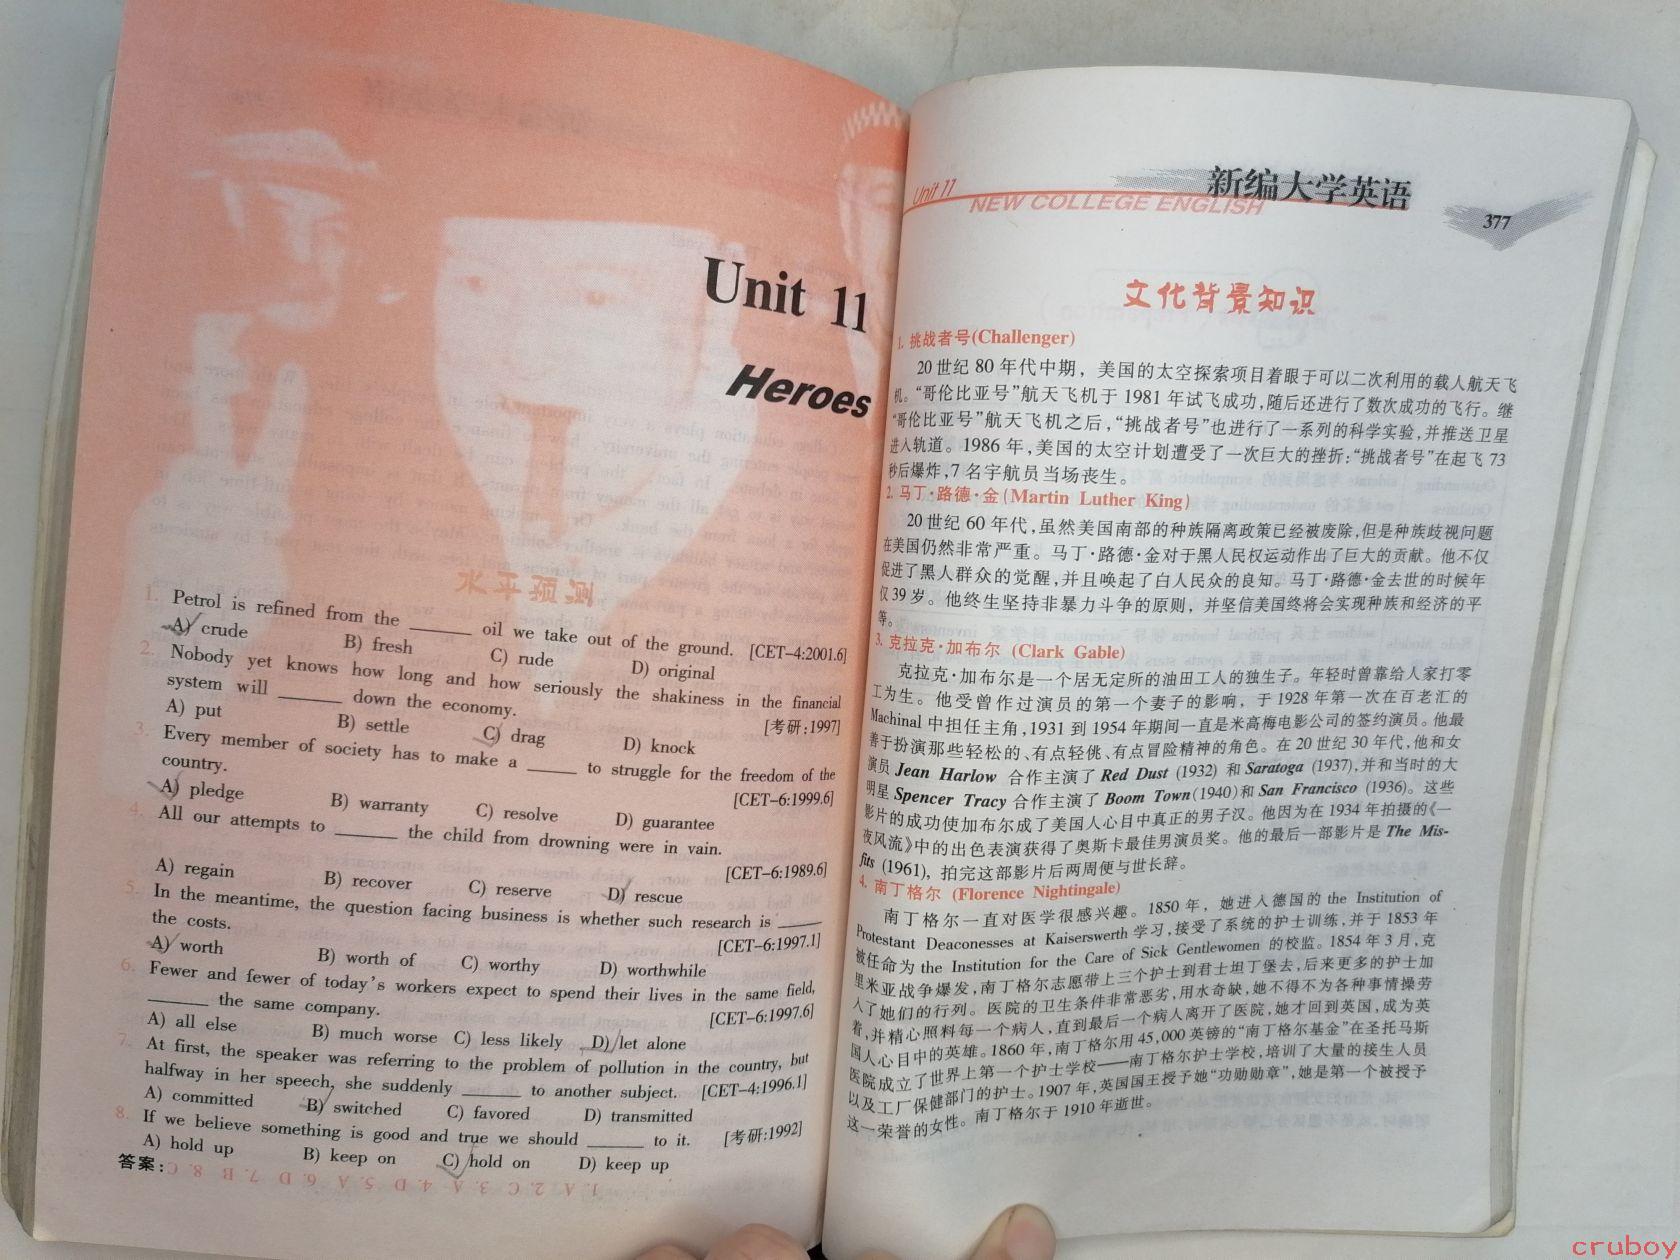 Unit 11
Heroes
水平预测
1. Petrol is refined from the ______ oil we take out of the ground. [CET-4:2001.6]
A) crude B) fresh C) rude D) original
2. Nobody yet knows how long and how seriously the shakiness in the financial
system will ______ down the economy. [考研:1997]
A) put B) settle C) drag D) knock
3. Every member of society has to make a ______ to struggle for the freedom of the
country. [CET-6:1999.6]
A) pledge B) warranty C) resolve D) guarantee
4. All our attempts to ______ the child from drowning were in vain.
[CET-6:1989.6]
A) regain B) recover C) reserve D) rescue
5. In the meantime, the question facing business is whether such research is ______
the costs. [CET-6:1997.1]
A) worth B) worth of C) worthy D) worthwhile
6. Fewer and fewer of today's workers expect to spend their lives in the same field,
______ the same company. [CET-6:1997.6]
A) all else B) much worse C) less likely D) let alone
7. At first, the speaker was referring to the problem of pollution in the country, but
halfway in her speech, she suddenly ______ to another subject. [CET-4:1996.1]
A) committed B) switched C) favored D) transmitted
8. If we believe something is good and true we should ______ to it. [考研:1992]
A) hold up B) keep on C) hold on D) keep up
答案: 1. A 2. C 3. A 4. D 5. A 6. D 7. B 8. C
Unit 11
新编大学英语
NEW COLLEGE ENGLISH
377
文化背景知识
1. 挑战者号(Challenger)
20世纪80年代中期，美国的太空探索项目着眼于可以二次利用的载人航天飞
机。“哥伦比亚号”航天飞机于1981年试飞成功,随后还进行了数次成功的飞行。继
“哥伦比亚号”航天飞机之后，“挑战者号”也进行了一系列的科学实验,并推送卫星
进入轨道。1986年,美国的太空计划遭受了一次巨大的挫折:“挑战者号”在起飞73
秒后爆炸,7名宇航员当场丧生。
2. 马丁·路德·金(Martin Luther King)
20世纪60年代,虽然美国南部的种族隔离政策已经被废除,但是种族歧视问题
在美国仍然非常严重。马丁·路德·金对于黑人民权运动作出了巨大的贡献。他不仅
促进了黑人群众的觉醒,并且唤起了白人民众的良知。马丁·路德·金去世的时候年
仅39岁。他终生坚持非暴力斗争的原则，并坚信美国终将会实现种族和经济的平
等。
3. 克拉克·加布尔 (Clark Gable)
克拉克·加布尔是一个居无定所的油田工人的独生子。年轻时曾靠给人家打零
工为生。他受曾作过演员的第一个妻子的影响，于1928年第一次在百老汇的
Machinal 中担任主角,1931到1954年期间一直是米高梅电影公司的签约演员。他最
善于扮演那些轻松的、有点轻佻、有点冒险精神的角色。在20世纪30年代,他和女
演员 Jean Harlow 合作主演了 Red Dust (1932) 和 Saratoga (1937),并和当时的大
明星 Spencer Tracy 合作主演了 Boom Town(1940)和 San Francisco (1936)。这些
影片的成功使加布尔成了美国人心目中真正的男子汉。他因为在1934年拍摄的《一
夜风流》中的出色表演获得了奥斯卡最佳男演员奖。他的最后一部影片是 The Mis-
fits (1961)，拍完这部影片后两周便与世长辞。
4. 南丁格尔 (Florence Nightingale)
南丁格尔一直对医学很感兴趣。1850年，她进入德国的 the Institution of
Protestant Deaconesses at Kaiserswerth 学习,接受了系统的护士训练,并于1853年
被任命为 the Institution for the Care of Sick Gentlewomen 的校监。1854年3月,克
里米亚战争爆发,南丁格尔志愿带上三个护士到君士坦丁堡去,后来更多的护士加
入了她们的行列。医院的卫生条件非常恶劣,用水奇缺,她不得不为各种事情操劳
着,并精心照料每一个病人,直到最后一个病人离开了医院,她才回到英国,成为英
国人心目中的英雄。1860年,南丁格尔用45,000英镑的“南丁格尔基金”在圣托马斯
医院成立了世界上第一个护士学校——南丁格尔护士学校,培训了大量的接生人员
以及工厂保健部门的护士。1907年,英国国王授予她“功勋勋章”,她是第一个被授予
这一荣誉的女性。南丁格尔于1910年逝世。
cruboy